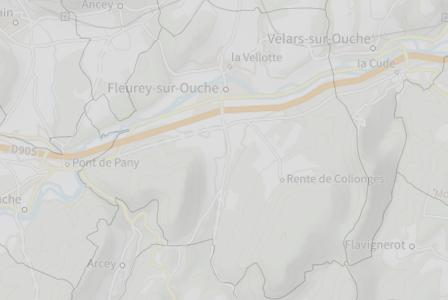 Ancey
Velars-sur-Ouche
la Vellotte
la Cude
Fleurey-sur-Ouche
D905
Pont de Pany
Rente de Collonges
Flavignerot
Arcey